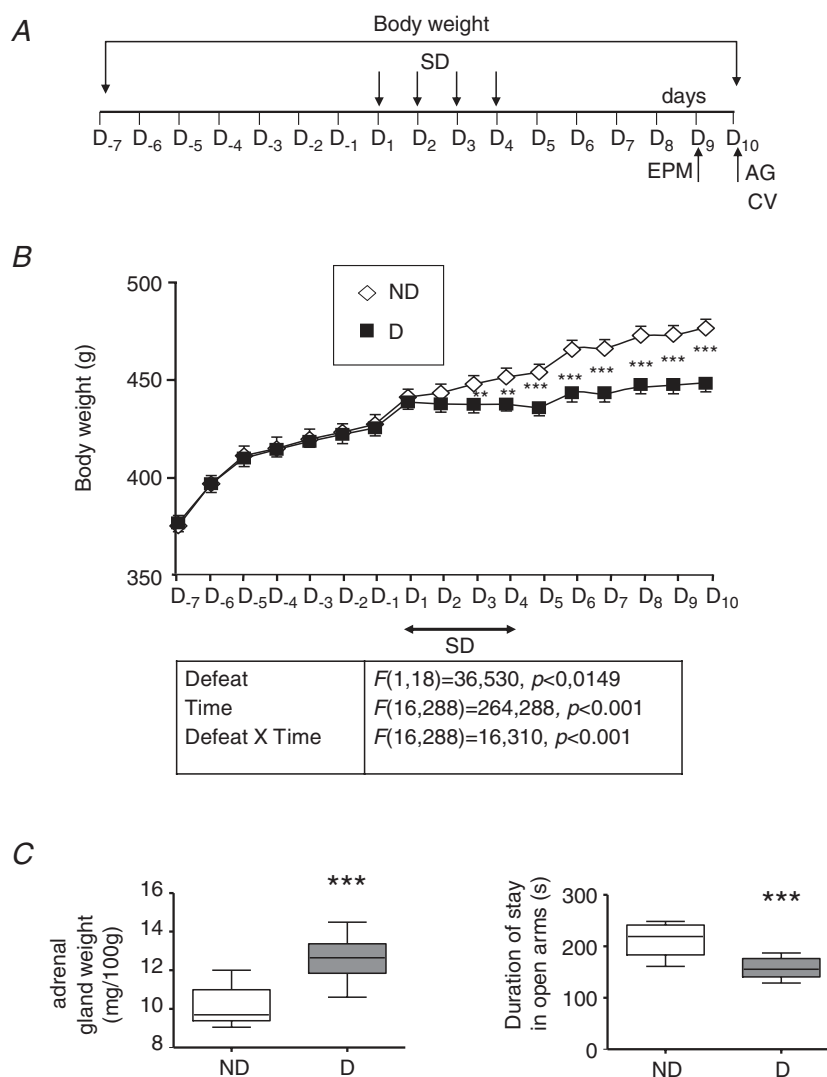 A
Body weight
SD
days
D-7 D-6 D-5 D-4 D-3 D-2 D-1 D1 D2 D3 D4 D5 D6 D7 D8 D9 D10
EPM AG
CV
B
500
450
400
350
Body weight (g)
ND
D
** ** *** *** *** *** *** ***
D-7 D-6 D-5 D-4 D-3 D-2 D-1 D1 D2 D3 D4 D5 D6 D7 D8 D9 D10
SD
Defeat F(1,18)=36,530, p<0,0149
Time F(16,288)=264,288, p<0.001
Defeat X Time F(16,288)=16,310, p<0.001
C
adrenal
gland weight
(mg/100g)
16
14
12
10
8
***
ND D
Duration of stay
in open arms (s)
300
200
100
0
***
ND D